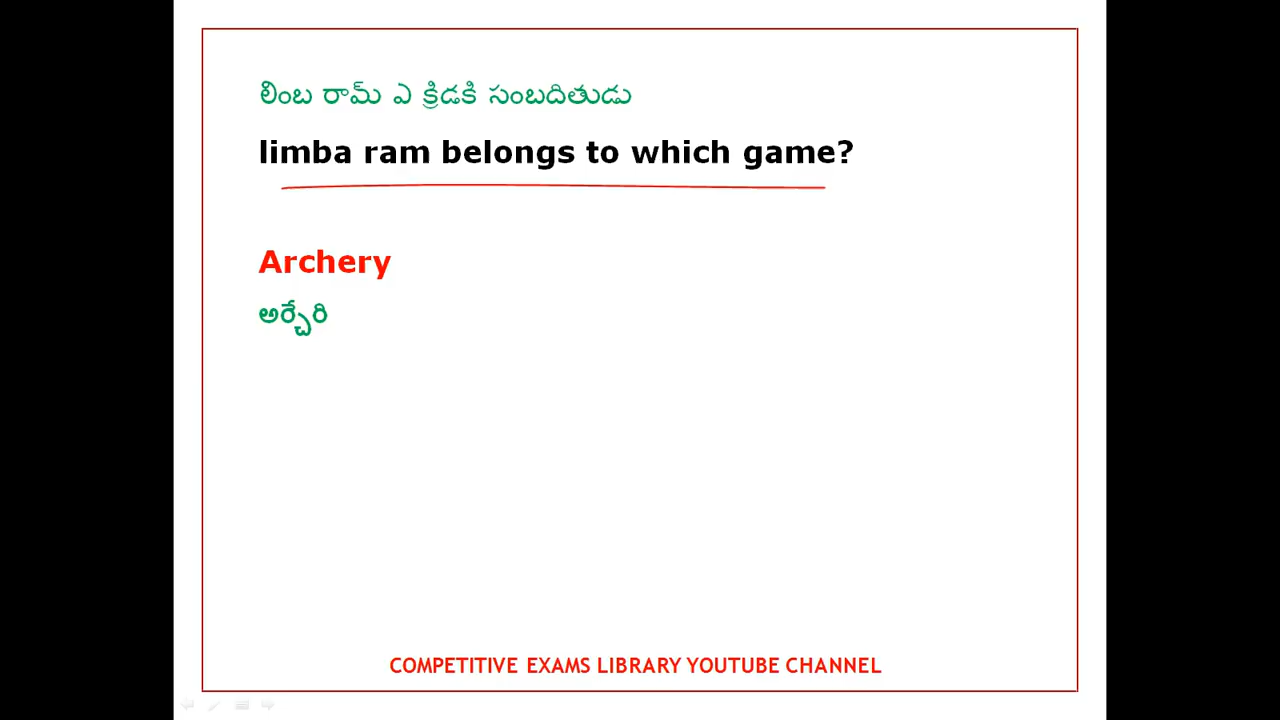 లింబ రామ్ ఎ క్రిడకి సంబదితుడు
limba ram belongs to which game?
Archery
అర్చేరి
COMPETITIVE EXAMS LIBRARY YOUTUBE CHANNEL